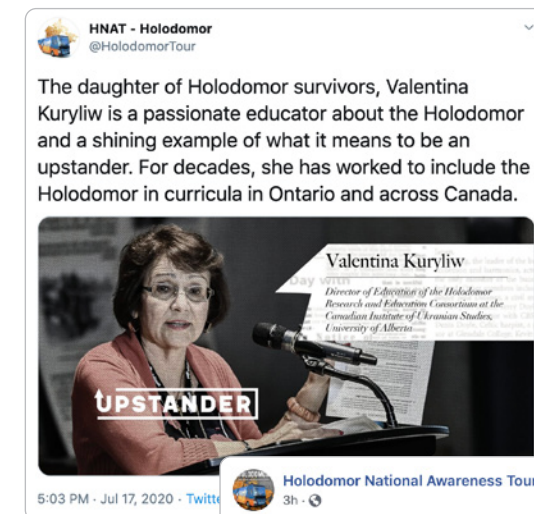 HNAT - Holodomor
@HolodomorTour
The daughter of Holodomor survivors, Valentina
Kuryliw is a passionate educator about the Holodomor
and a shining example of what it means to be an
upstander. For decades, she has worked to include the
Holodomor in curricula in Ontario and across Canada.
Valentina Kuryliw
Day with
Director of Education of the Holodomor
Research and Education Consortium at the
Canadian Institute of Ukrainian Studies,
University of Alberta
UPSTANDER
5:03 PM · Jul 17, 2020 · Twitte
Holodomor National Awareness Tou
3h ·